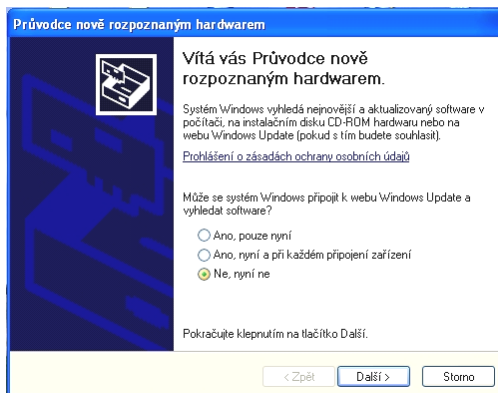 Průvodce nově rozpoznaným hardwarem
Vítá vás Průvodce nově
rozpoznaným hardwarem.
Systém Windows vyhledá nejnovější a aktualizovaný software v
počítači, na instalačním disku CD-ROM hardwaru nebo na
webu Windows Update (pokud s tím budete souhlasit).
Prohlášení o zásadách ochrany osobních údajů
Může se systém Windows připojit k webu Windows Update a
vyhledat software?
Ano, pouze nyní
Ano, nyní a při každém připojení zařízení
Ne, nyní ne
Pokračujte klepnutím na tlačítko Další.
< Zpět
Další >
Storno